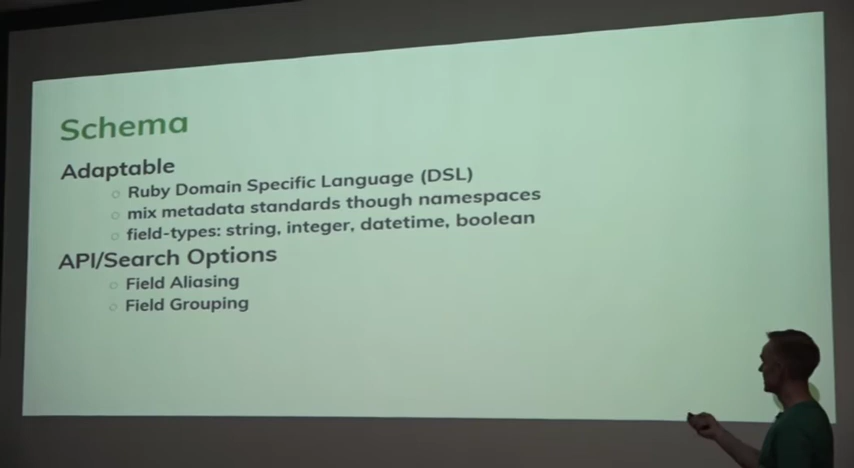 Schema
Adaptable
Ruby Domain Specific Language (DSL)
mix metadata standards though namespaces
field-types: string, integer, datetime, boolean
API/Search Options
Field Aliasing
Field Grouping